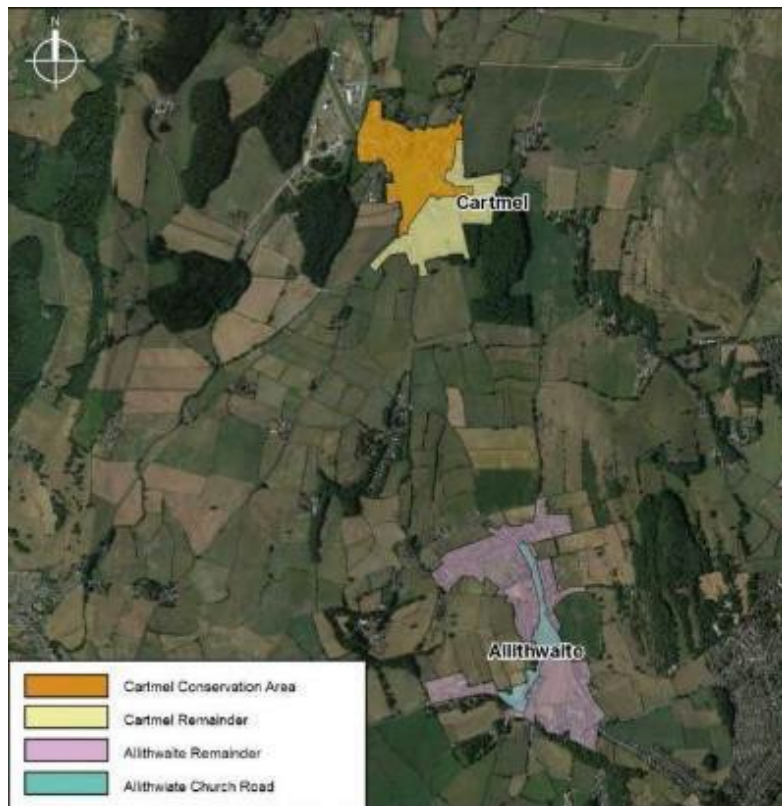 N
Cartmel
Allithwaite
Cartmel Conservation Area
Cartmel Remainder
Allithwaite Remainder
Allithwiate Church Road